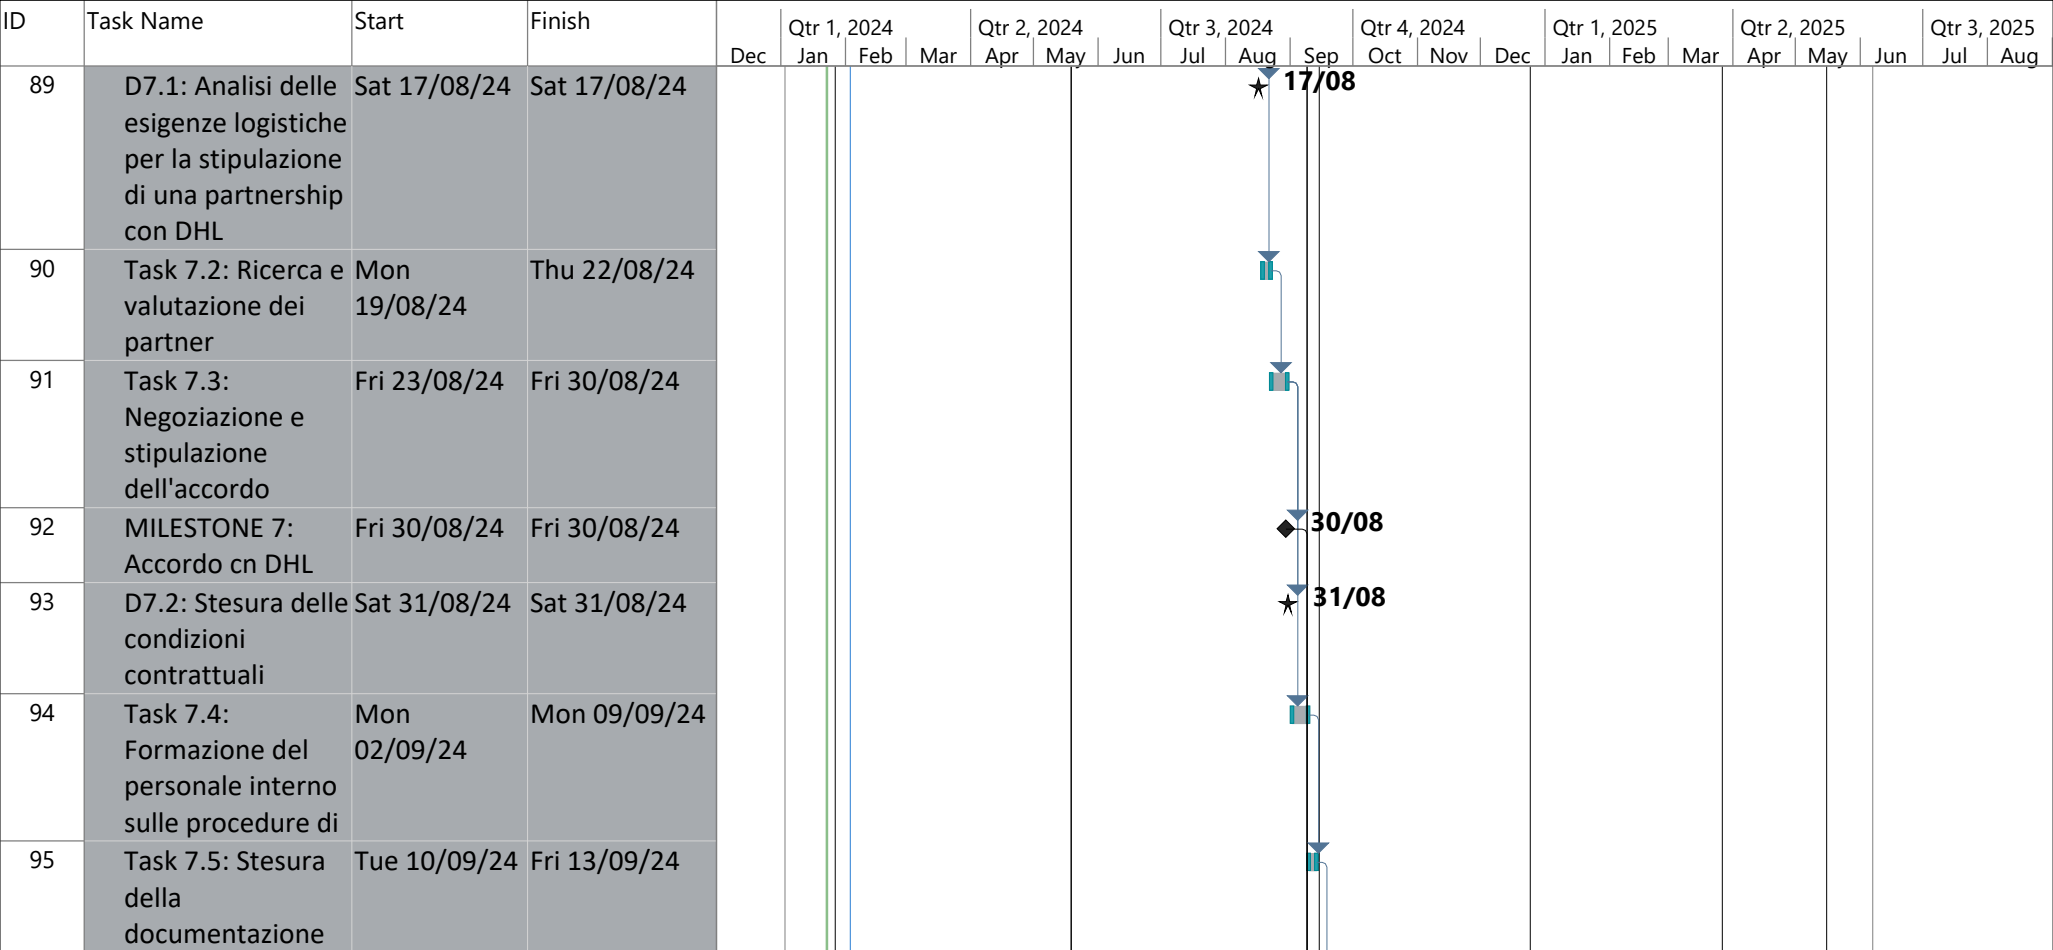 ID Task Name Start Finish
Qtr 1, 2024 Qtr 2, 2024 Qtr 3, 2024 Qtr 4, 2024 Qtr 1, 2025 Qtr 2, 2025 Qtr 3, 2025
Dec Jan Feb Mar Apr May Jun Jul Aug Sep Oct Nov Dec Jan Feb Mar Apr May Jun Jul Aug
89 D7.1: Analisi delle Sat 17/08/24 Sat 17/08/24 17/08
esigenze logistiche
per la stipulazione
di una partnership
con DHL
90 Task 7.2: Ricerca e Mon Thu 22/08/24
valutazione dei 19/08/24
partner
91 Task 7.3: Fri 23/08/24 Fri 30/08/24
Negoziazione e
stipulazione
dell'accordo
92 MILESTONE 7: Fri 30/08/24 Fri 30/08/24 30/08
Accordo cn DHL
93 D7.2: Stesura delle Sat 31/08/24 Sat 31/08/24 31/08
condizioni
contrattuali
94 Task 7.4: Mon Mon 09/09/24
Formazione del 02/09/24
personale interno
sulle procedure di
95 Task 7.5: Stesura Tue 10/09/24 Fri 13/09/24
della
documentazione